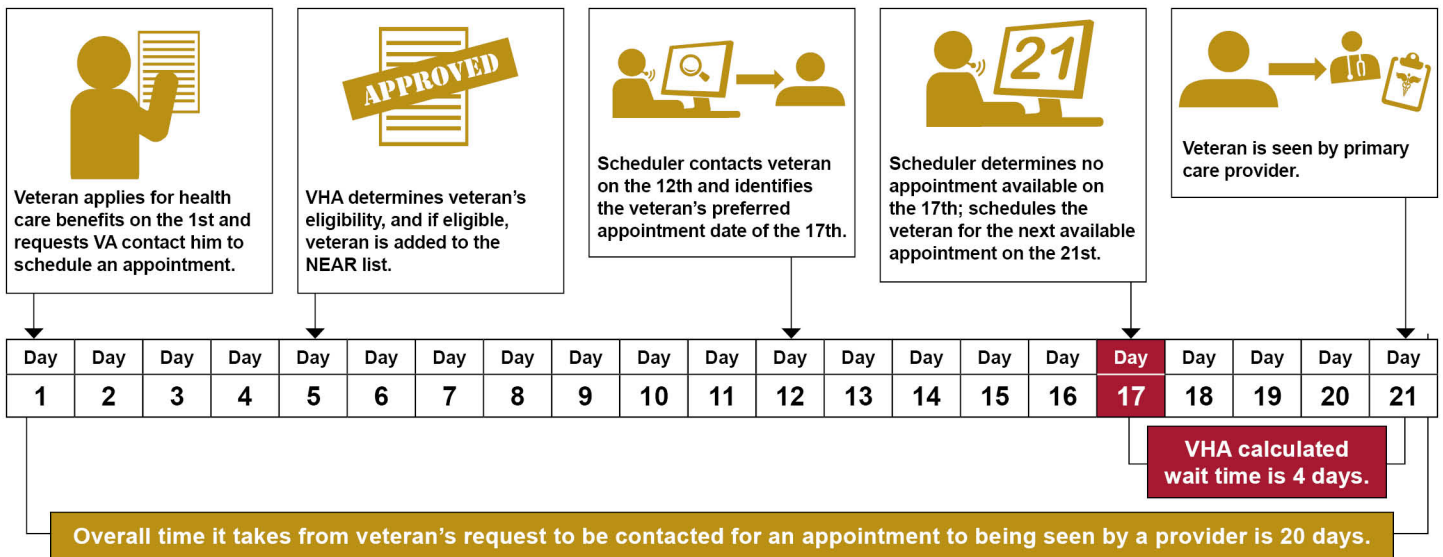 APPROVED
21
Veteran applies for health
care benefits on the 1st and
requests VA contact him to
schedule an appointment.
VHA determines veteran's
eligibility, and if eligible,
veteran is added to the
NEAR list.
Scheduler contacts veteran
on the 12th and identifies
the veteran's preferred
appointment date of the 17th.
Scheduler determines no
appointment available on
the 17th; schedules the
veteran for the next available
appointment on the 21st.
Veteran is seen by primary
care provider.
Day Day Day Day Day Day Day Day Day Day Day Day Day Day Day Day Day Day Day Day Day
1 2 3 4 5 6 7 8 9 10 11 12 13 14 15 16 17 18 19 20 21
VHA calculated
wait time is 4 days.
Overall time it takes from veteran's request to be contacted for an appointment to being seen by a provider is 20 days.